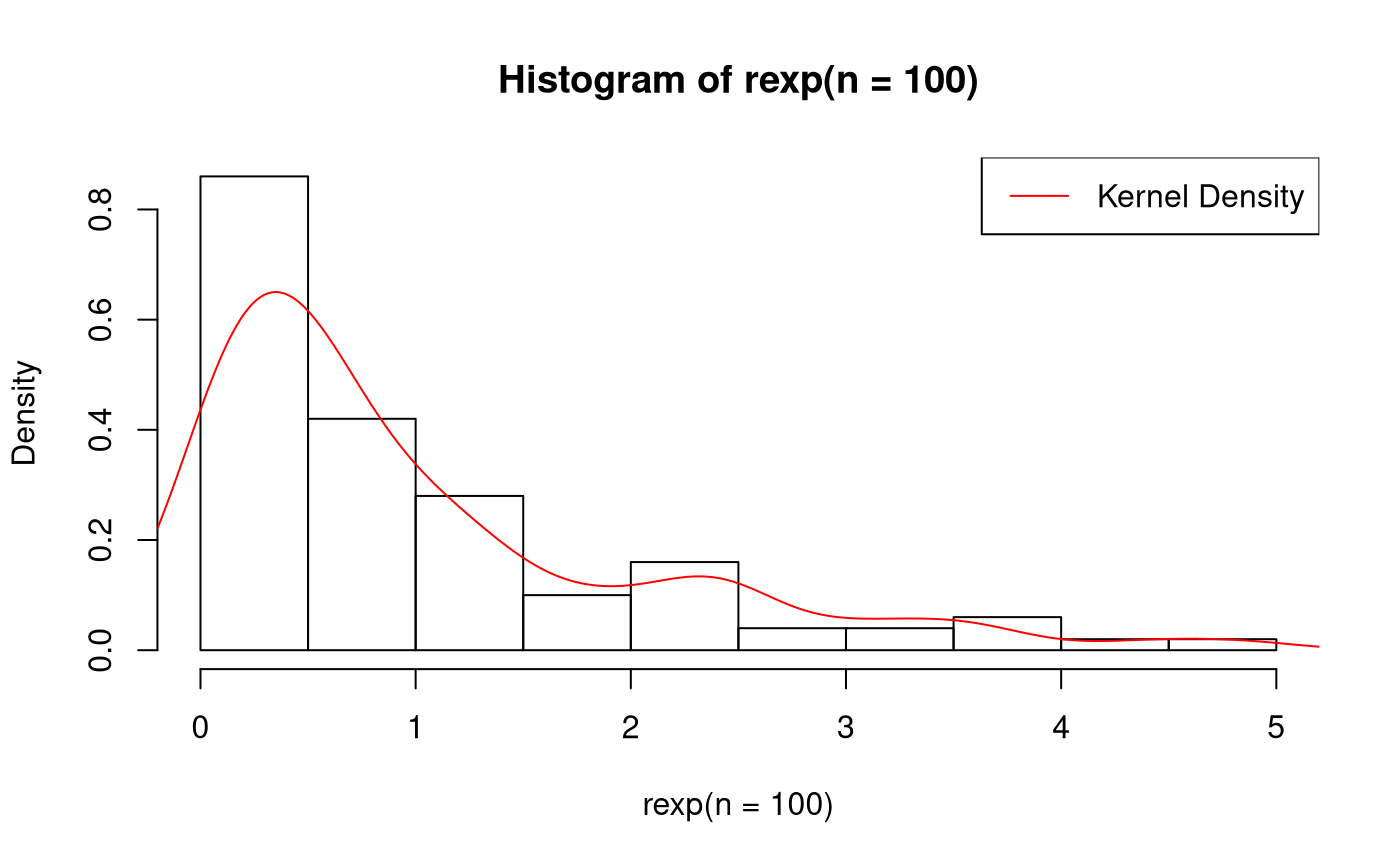 Histogram of rexp(n = 100)
Kernel Density
Density
0.8
0.6
0.4
0.2
0.0
0 1 2 3 4 5
rexp(n = 100)